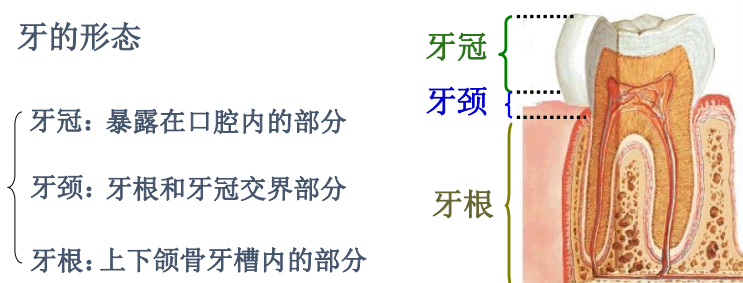 牙的形态
牙冠：暴露在口腔内的部分
牙颈：牙根和牙冠交界部分
牙根：上下颌骨牙槽内的部分
牙冠
牙颈
牙根